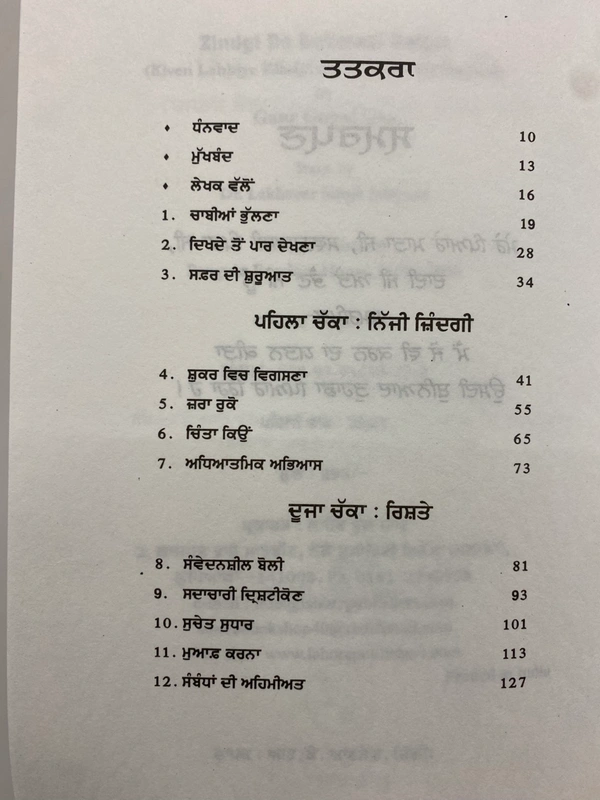 ਤਤਕਰਾ
♦ ਧੰਨਵਾਦ 10
♦ ਮੁੱਖਬੰਦ 13
♦ ਲੇਖਕ ਵੱਲੋਂ 16
1. ਚਾਬੀਆਂ ਭੁੱਲਣਾ 19
2. ਦਿਖਦੇ ਤੋਂ ਪਾਰ ਦੇਖਣਾ 28
3. ਸਫ਼ਰ ਦੀ ਸ਼ੁਰੂਆਤ 34
ਪਹਿਲਾ ਚੱਕਾ : ਨਿੱਜੀ ਜ਼ਿੰਦਗੀ
4. ਸ਼ੁਕਰ ਵਿਚ ਵਿਗਸਣਾ 41
5. ਜ਼ਰਾ ਰੁਕੋ 55
6. ਚਿੰਤਾ ਕਿਉਂ 65
7. ਅਧਿਆਤਮਿਕ ਅਭਿਆਸ 73
ਦੂਜਾ ਚੱਕਾ : ਰਿਸ਼ਤੇ
8. ਸੰਵੇਦਨਸ਼ੀਲ ਬੋਲੀ 81
9. ਸਦਾਚਾਰੀ ਦ੍ਰਿਸ਼ਟੀਕੋਣ 93
10. ਸੁਚੇਤ ਸੁਧਾਰ 101
11. ਮੁਆਫ਼ ਕਰਨਾ 113
12. ਸੰਬੰਧਾਂ ਦੀ ਅਹਿਮੀਅਤ 127